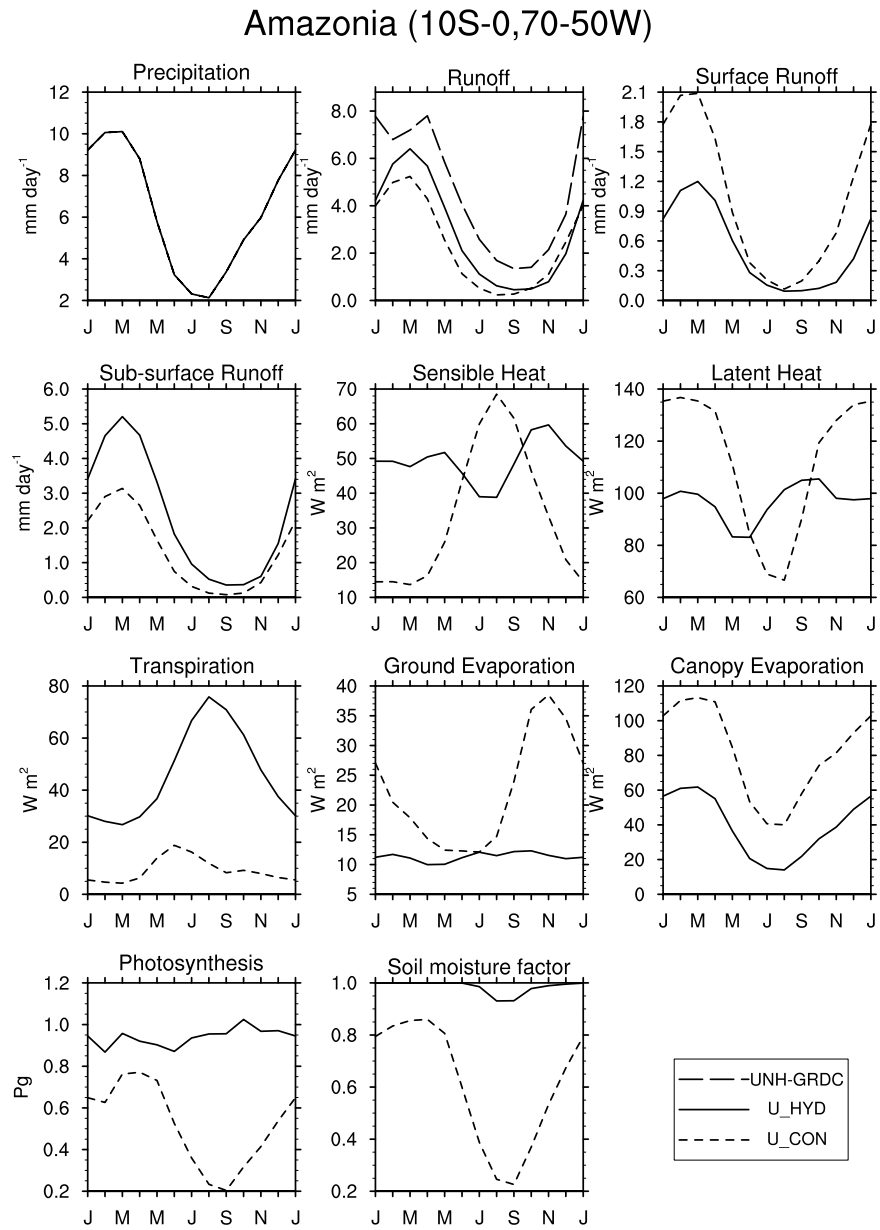 Amazonia (10S-0,70-50W)
Precipitation
Runoff
Surface Runoff
mm day-1
12
10
8
6
4
2
J M M J S N J
mm day-1
8.0
6.0
4.0
2.0
0.0
J M M J S N J
mm day-1
2.1
1.8
1.5
1.2
0.9
0.6
0.3
0.0
J M M J S N J
Sub-surface Runoff
Sensible Heat
Latent Heat
mm day-1
6.0
5.0
4.0
3.0
2.0
1.0
0.0
J M M J S N J
W m2
70
60
50
40
30
20
10
J M M J S N J
W m2
140
120
100
80
60
J M M J S N J
Transpiration
Ground Evaporation
Canopy Evaporation
W m2
80
60
40
20
0
J M M J S N J
W m2
40
35
30
25
20
15
10
5
J M M J S N J
W m2
120
100
80
60
40
20
0
J M M J S N J
Photosynthesis
Soil moisture factor
Pg
1.2
1.0
0.8
0.6
0.4
0.2
J M M J S N J
1.0
0.8
0.6
0.4
0.2
J M M J S N J
UNH-GRDC
U_HYD
U_CON